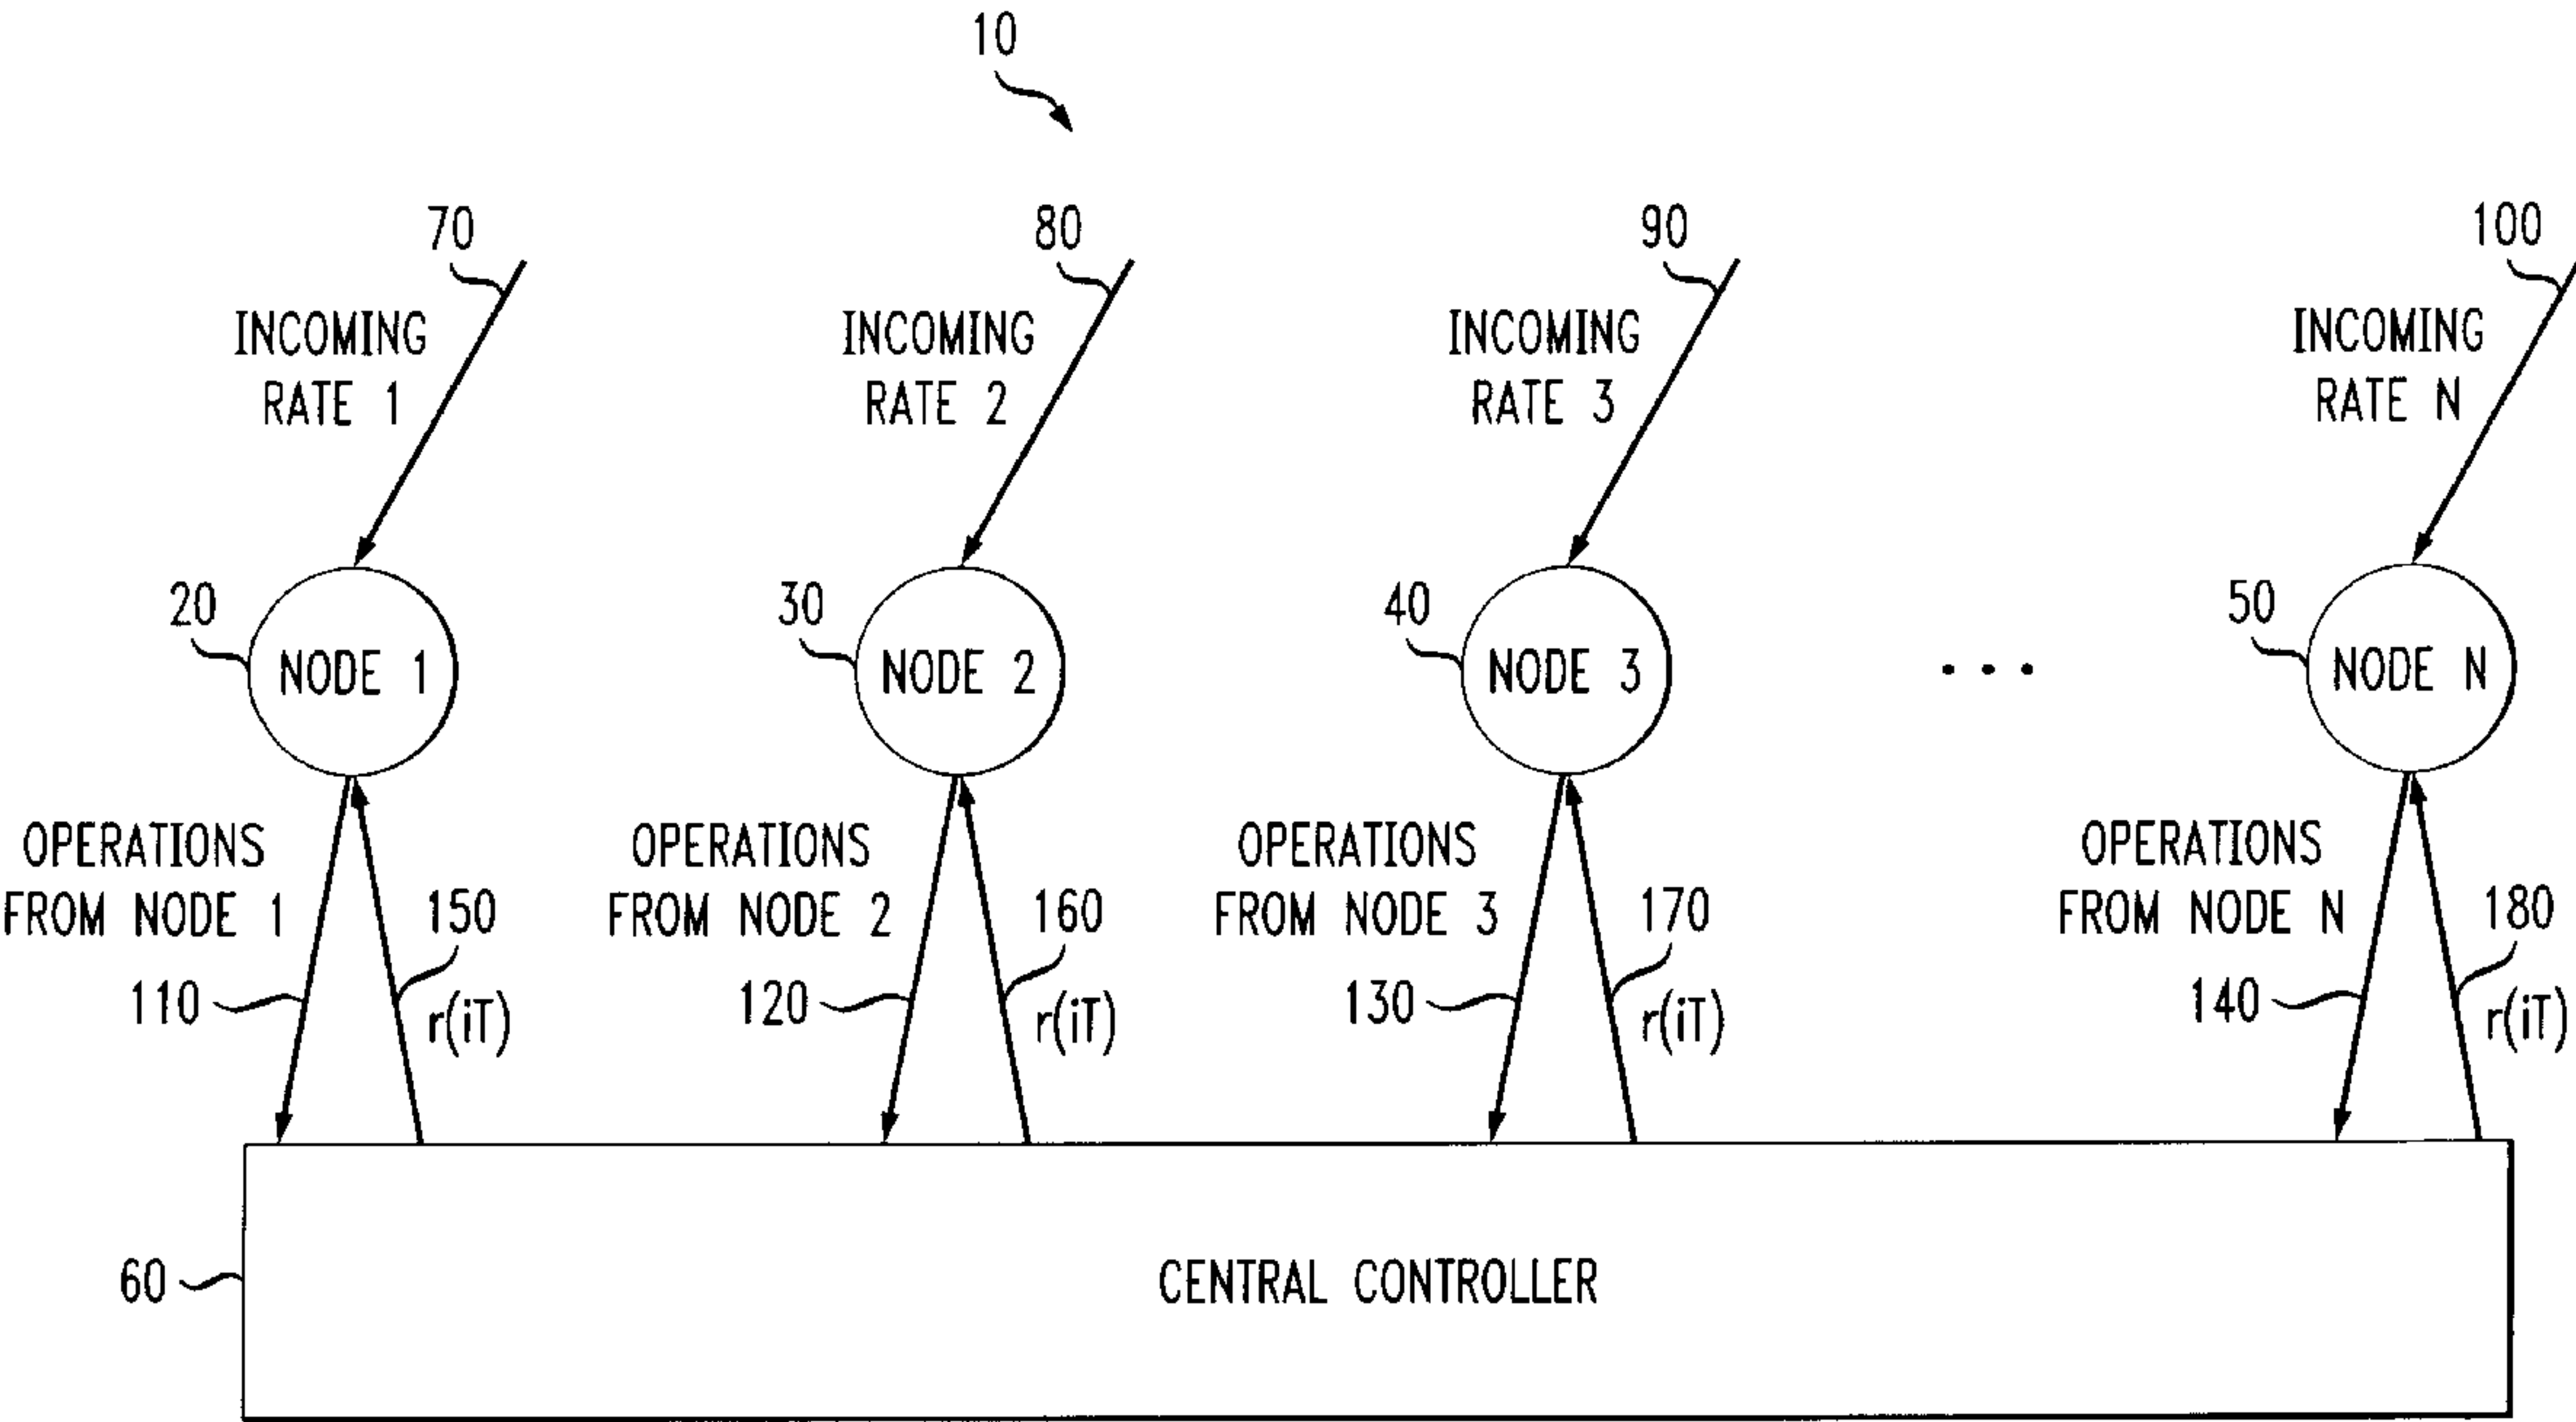 10
70
80
90
100
INCOMING
RATE 1
INCOMING
RATE 2
INCOMING
RATE 3
INCOMING
RATE N
20
NODE 1
30
NODE 2
40
NODE 3
. . .
50
NODE N
OPERATIONS
FROM NODE 1
110
150
r(iT)
OPERATIONS
FROM NODE 2
120
160
r(iT)
OPERATIONS
FROM NODE 3
130
170
r(iT)
OPERATIONS
FROM NODE N
140
180
r(iT)
60
CENTRAL CONTROLLER